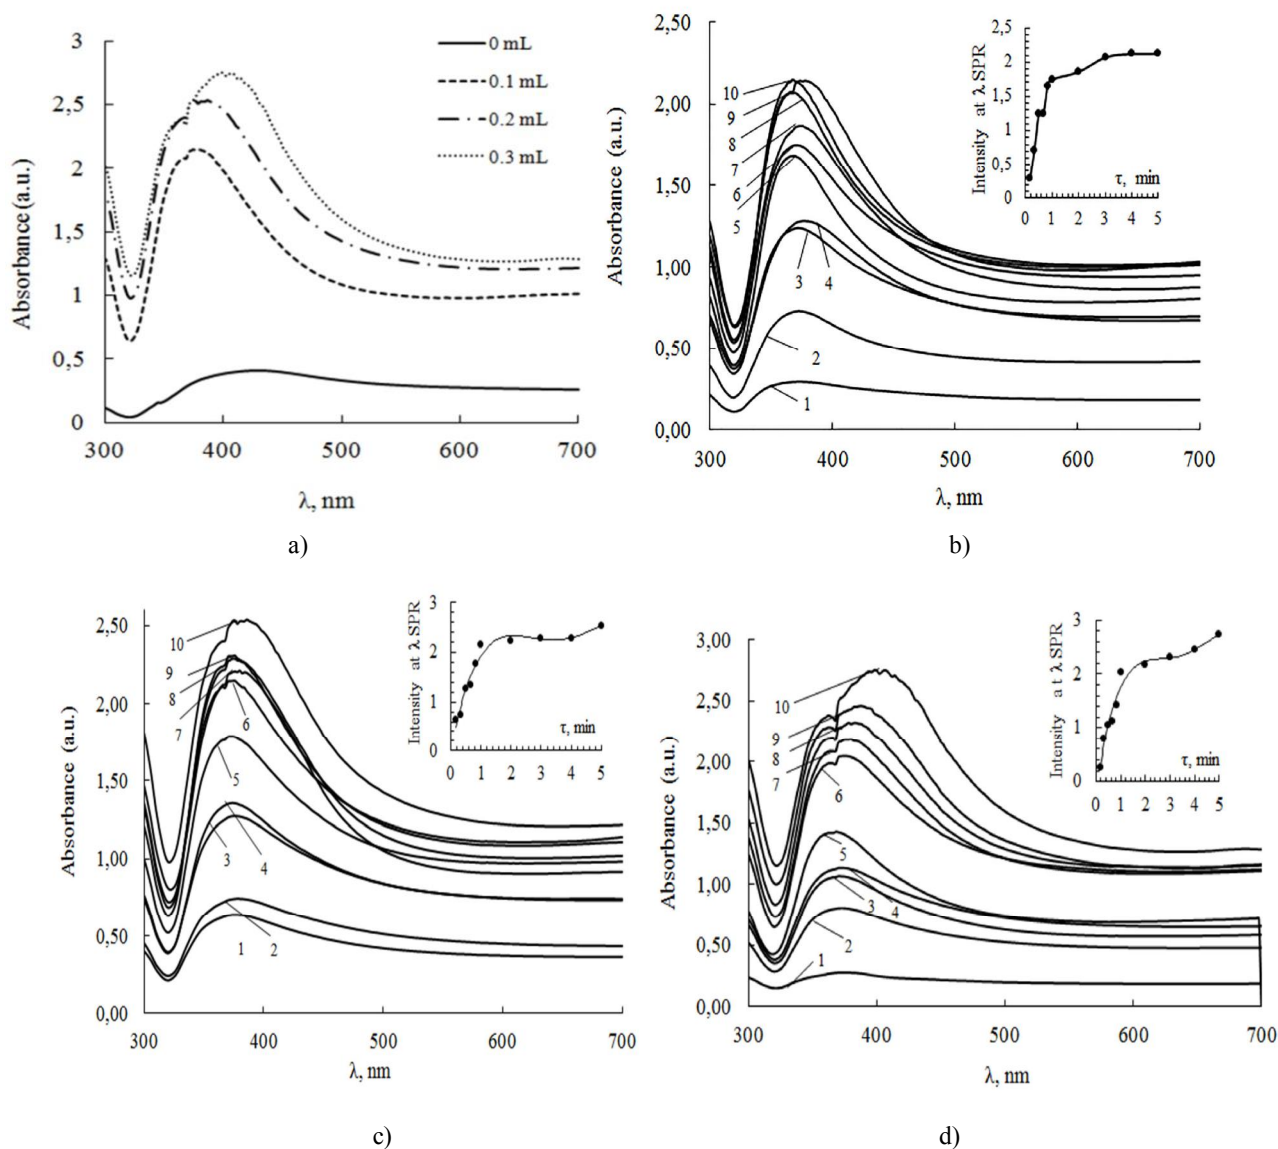 3
2,5
2
1,5
1
0,5
0
Absorbance (a.u.)
0 mL
0.1 mL
0.2 mL
0.3 mL
300 400 500 600 700
λ, nm
a)
2,50
2,00
1,50
1,00
0,50
0,00
Absorbance (a.u.)
10
9
8
7
6
5
3 4
2
1
Intensity at λ SPR
2,5
2
1,5
1
0,5
0
τ, min
0 1 2 3 4 5
300 400 500 600 700
λ, nm
b)
2,50
2,00
1,50
1,00
0,50
0,00
Absorbance (a.u.)
10
9
8
7
6
5
3 4
1 2
Intensity at λ SPR
3
2
1
0
τ, min
0 1 2 3 4 5
300 400 500 600 700
λ, nm
c)
3,00
2,50
2,00
1,50
1,00
0,50
0,00
Absorbance (a.u.)
10
9
8
7
6
5
3 4
2
1
Intensity at λ SPR
3
2
1
0
τ, min
0 1 2 3 4 5
300 400 500 600 700
λ, nm
d)